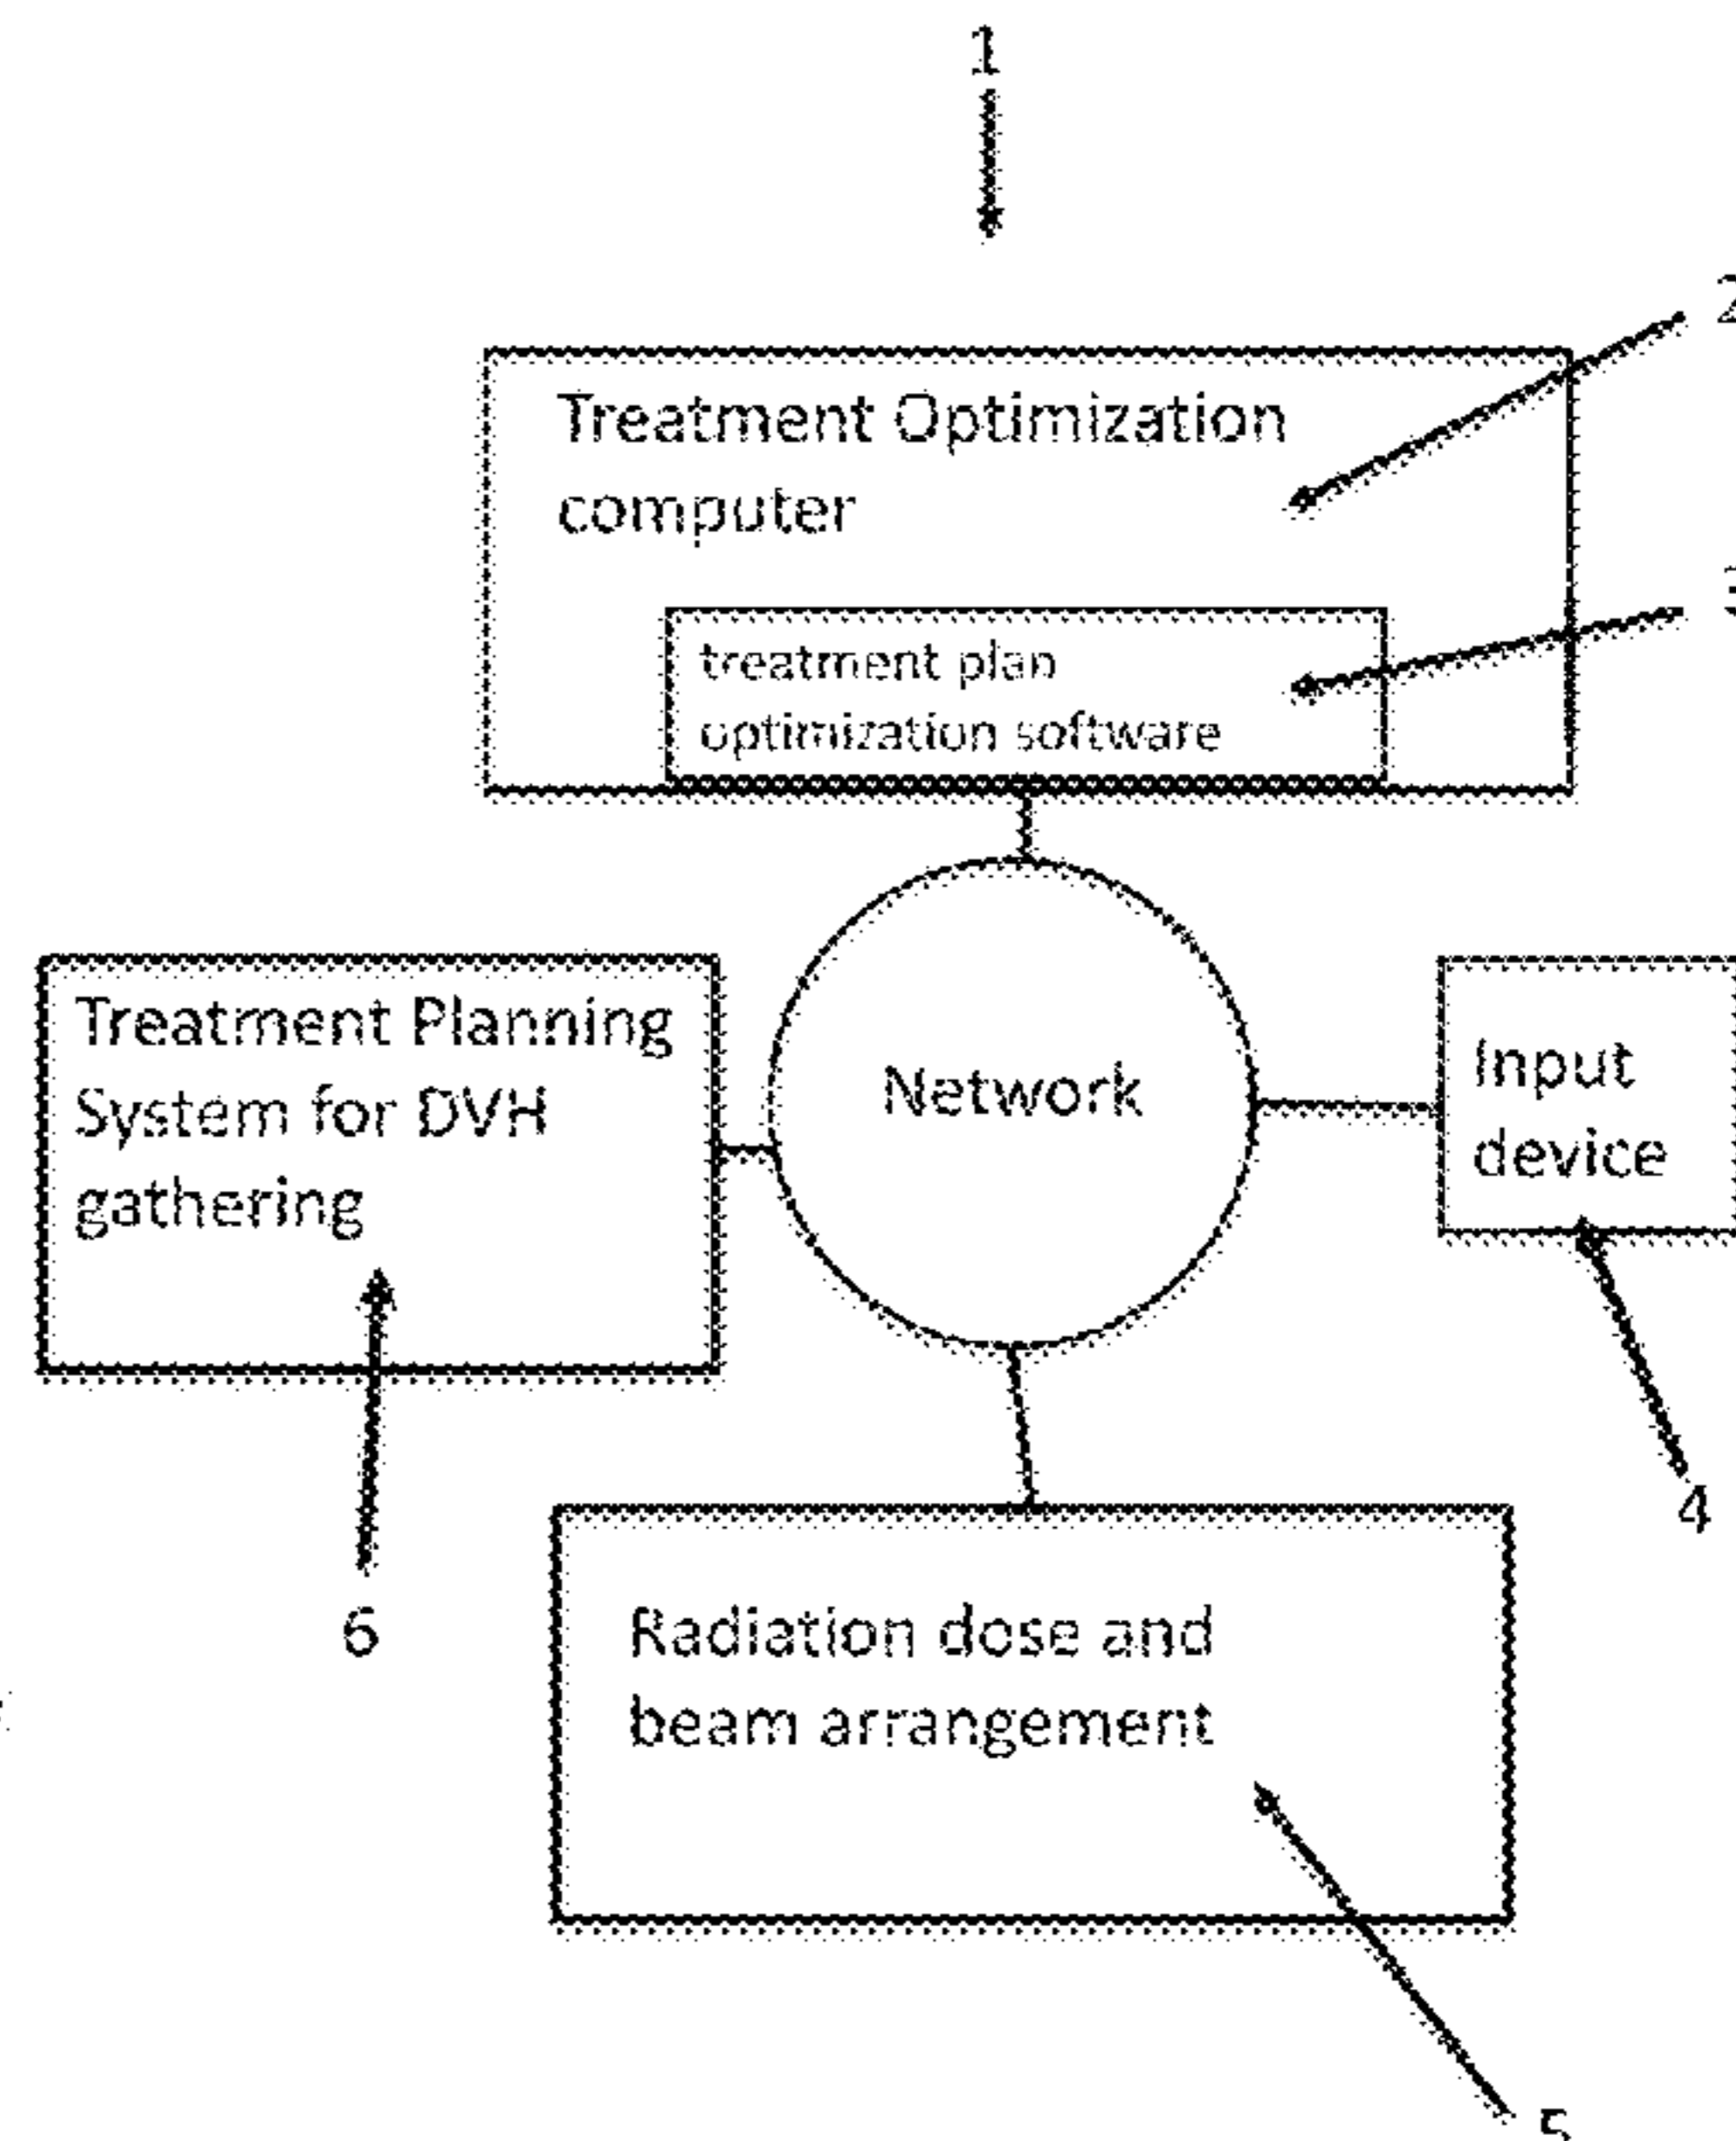 1
2
Treatment Optimization
computer
3
treatment plan
optimization software
Treatment Planning
System for DVH
gathering
Network
Input
device
4
6
Radiation dose and
beam arrangement
5